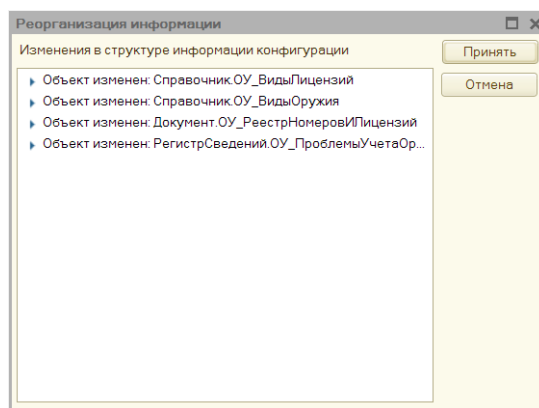 Реорганизация информации
Изменения в структуре информации конфигурации
Принять
Отмена
Объект изменен: Справочник.ОУ_ВидыЛицензий
Объект изменен: Справочник.ОУ_ВидыОружия
Объект изменен: Документ.ОУ_РеестрНомеровИЛицензий
Объект изменен: РегистрСведений.ОУ_ПроблемыУчетаОр...